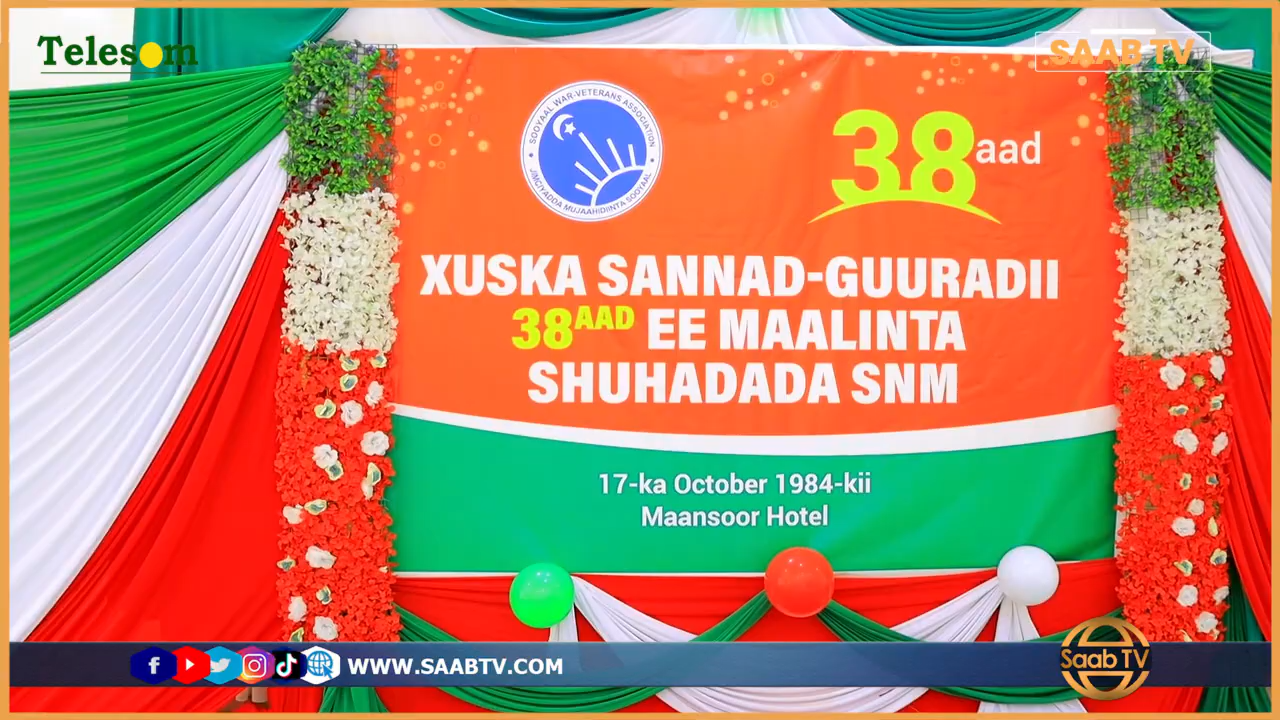 Telesom
SAAB TV
SOOYAAL WAR-VETERANS ASSOCIATION
JIMCIYADDA MUJAAHIDIINTA SOOYAAL
38aad
XUSKA SANNAD-GUURADII
38AAD EE MAALINTA
SHUHADADA SNM
17-ka October 1984-kii
Maansoor Hotel
WWW.SAABTV.COM
Saab TV